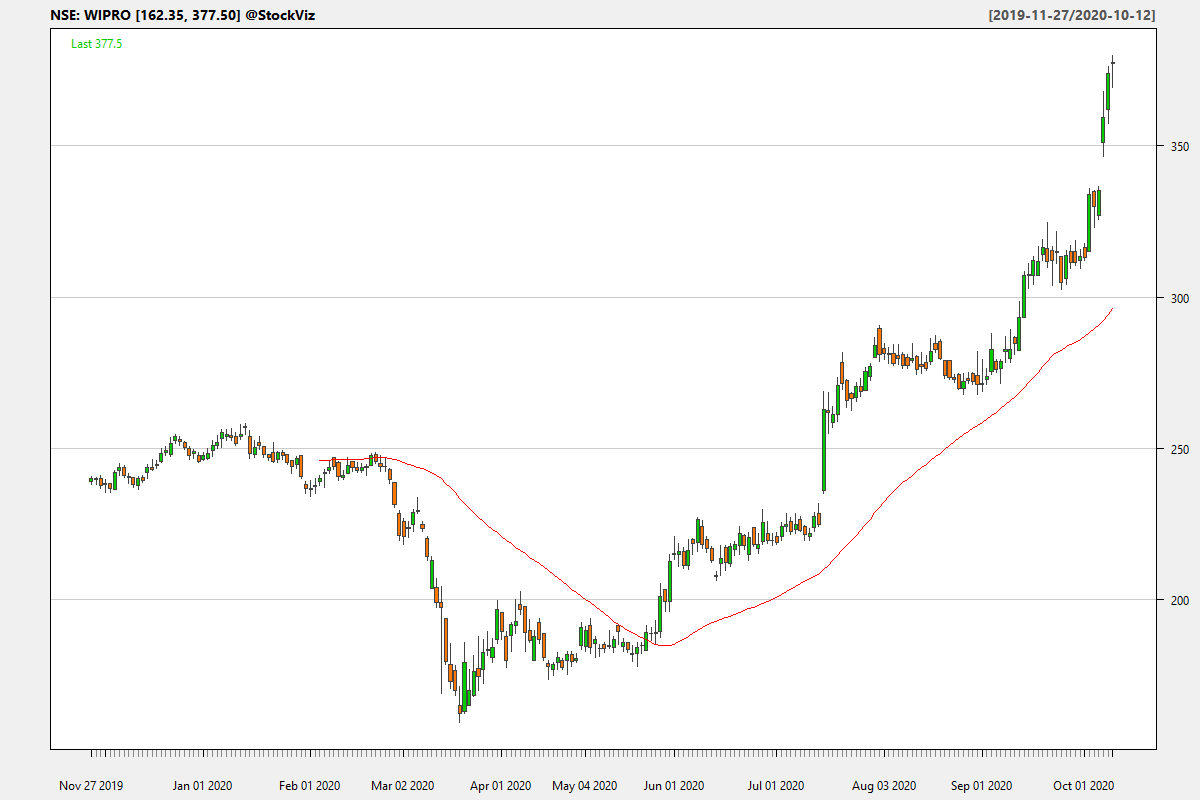 NSE: WIPRO [162.35, 377.50] @StockViz
[2019-11-27/2020-10-12]
Last 377.5
350
300
250
200
Nov 27 2019
Jan 01 2020
Feb 01 2020
Mar 02 2020
Apr 01 2020
May 04 2020
Jun 01 2020
Jul 01 2020
Aug 03 2020
Sep 01 2020
Oct 01 2020